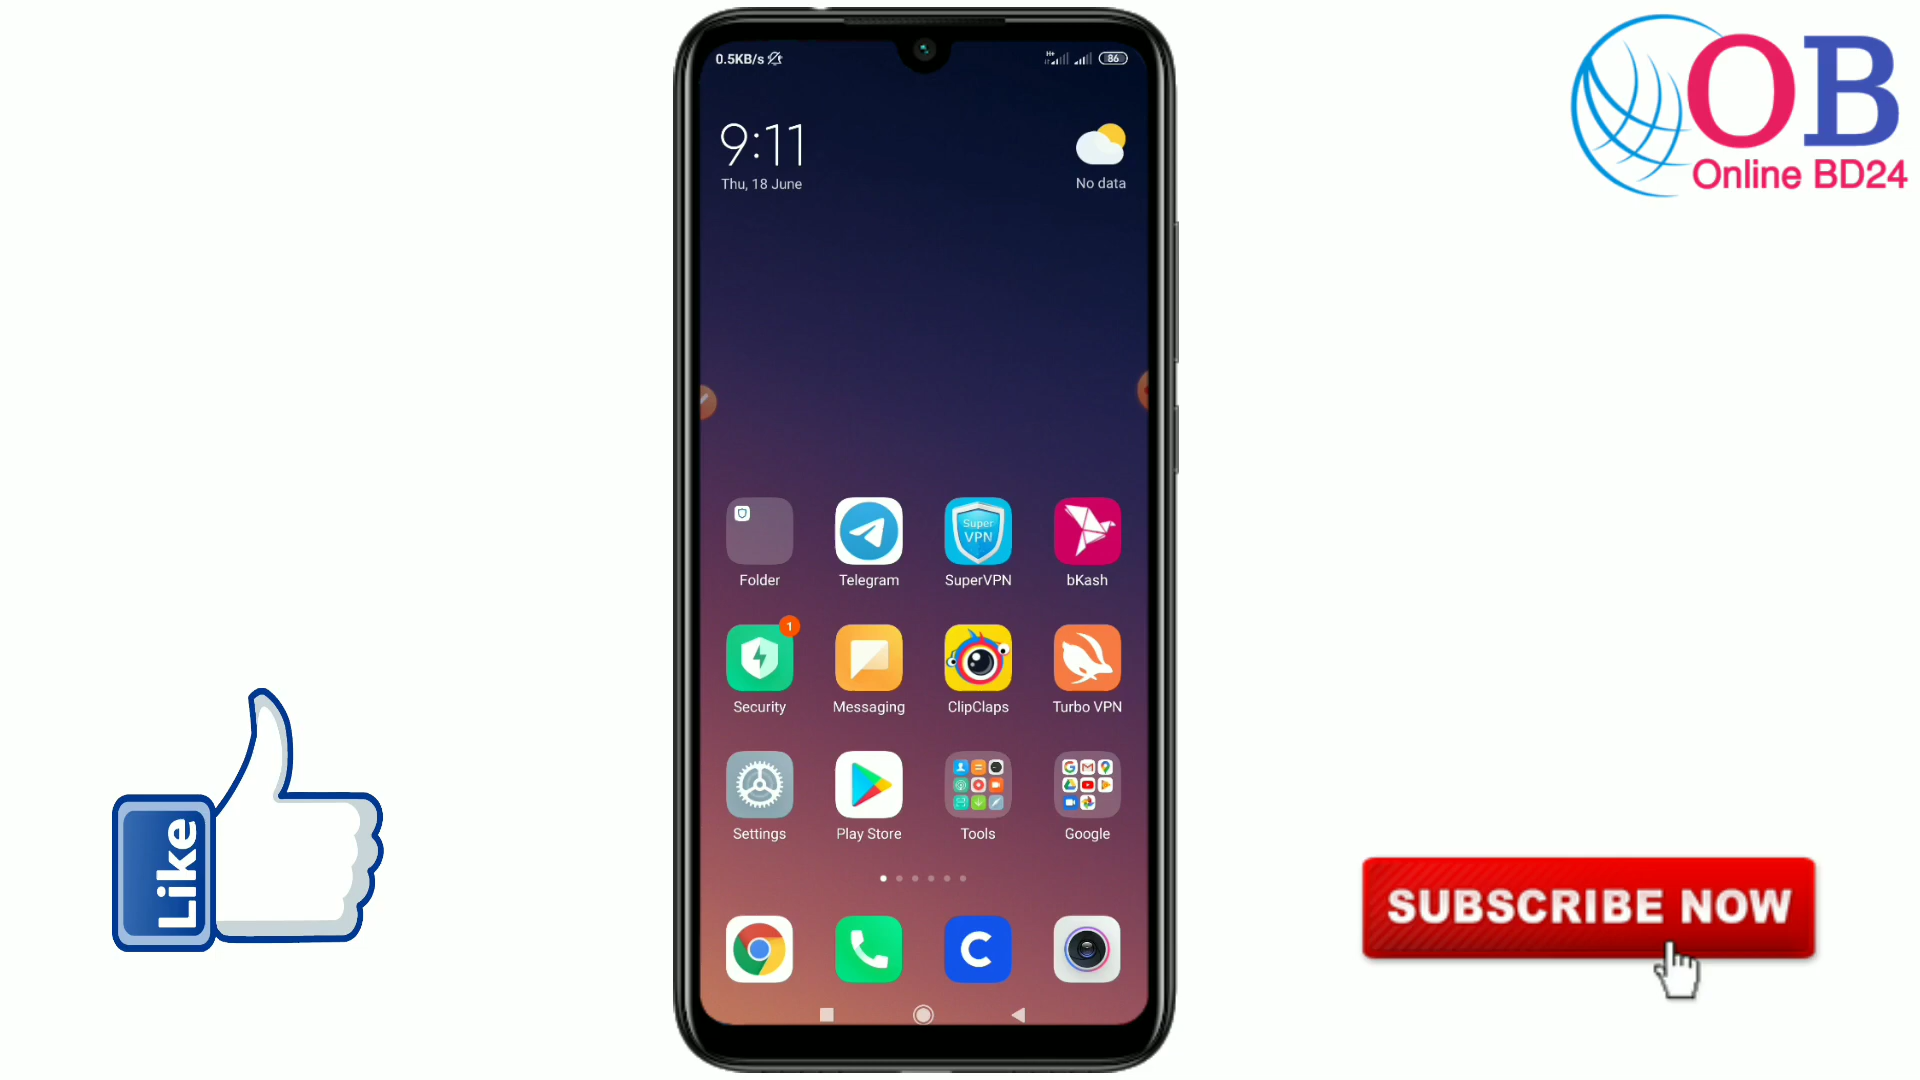 0.5KB/s
H+
86
9:11
Thu, 18 June
No data
OB
Online BD24
Super
VPN
Folder
Telegram
SuperVPN
bKash
1
Security
Messaging
ClipClaps
Turbo VPN
Settings
Play Store
Tools
Google
Like
SUBSCRIBE NOW
C